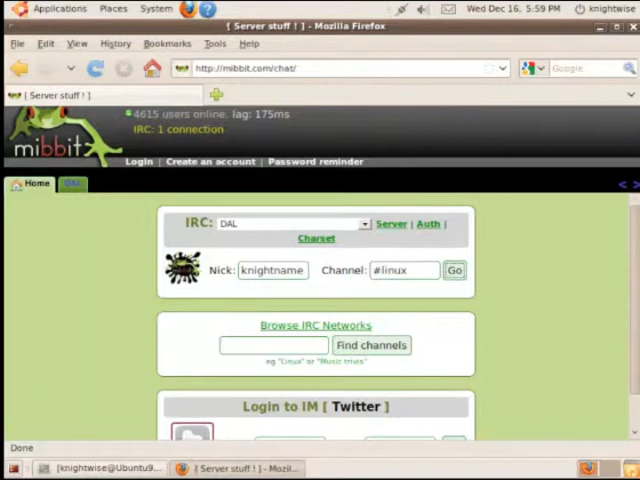 Applications Places System Wed Dec 16, 5:59 PM knightwise
[ Server stuff ! ] - Mozilla Firefox
File Edit View History Bookmarks Tools Help
http://mibbit.com/chat/ Google
[ Server stuff ! ]
4615 users online. lag: 175ms
IRC: 1 connection
mibbit
Login | Create an account | Password reminder
Home DAL < >
IRC: DAL Server | Auth |
Charset
Nick: knightname Channel: #linux Go
Browse IRC Networks
Find channels
eg "Linux" or "Music trivia"
Login to IM [ Twitter ]
Done
[knightwise@Ubuntu9... [ Server stuff ! ] - Mozil...